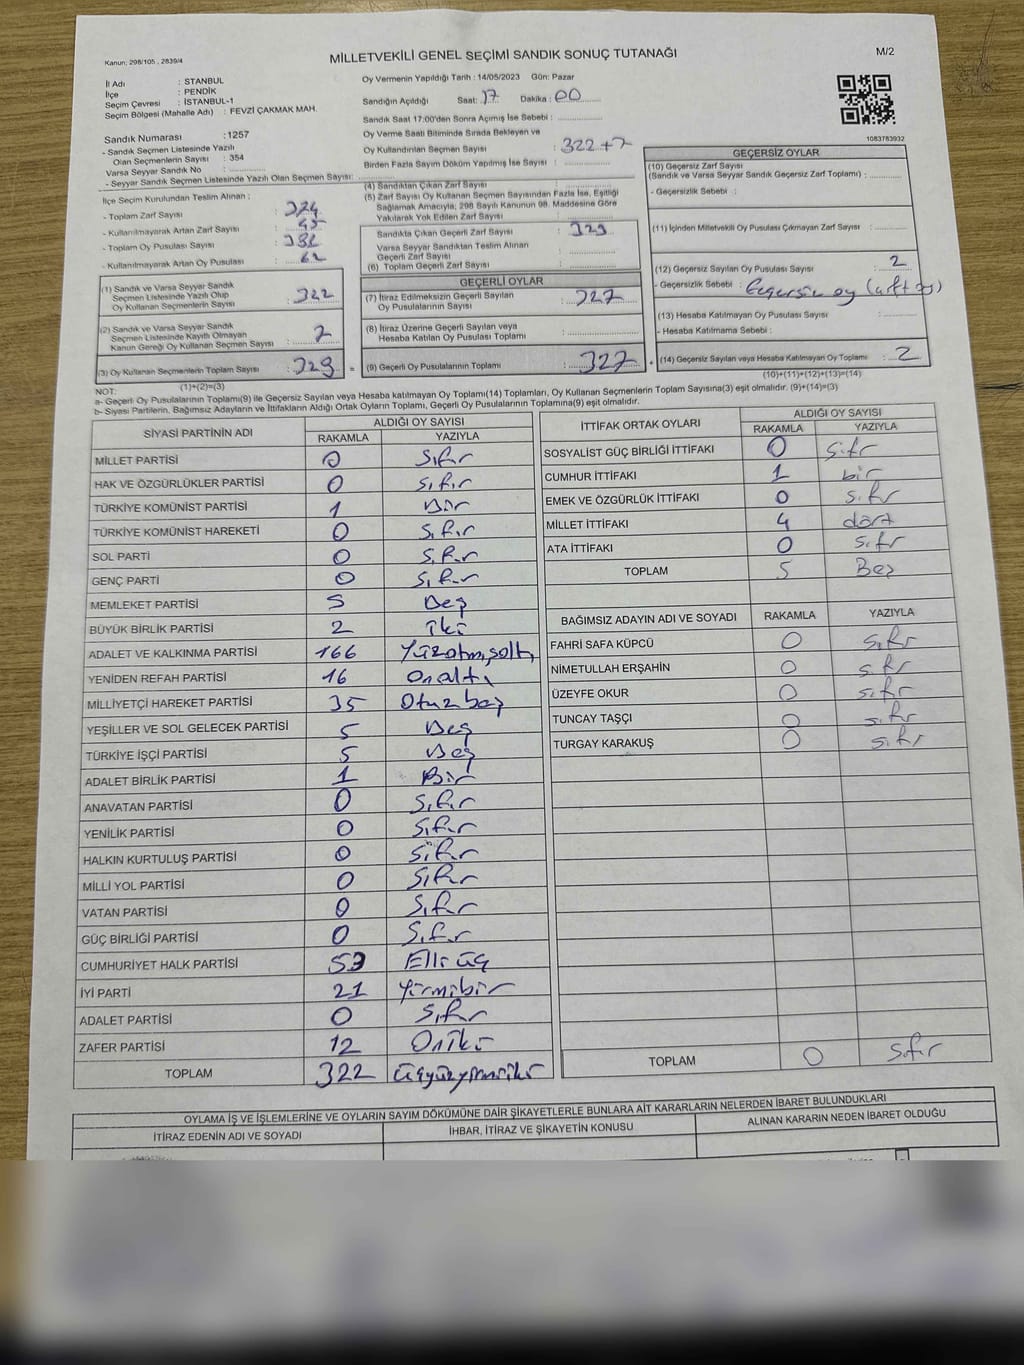 Kanun; 298/105 , 2839/4
MİLLETVEKİLİ GENEL SEÇİMİ SANDIK SONUÇ TUTANAĞI
M/2
İl Adı : STANBUL
İlçe : PENDİK
Seçim Çevresi : İSTANBUL-1
Seçim Bölgesi (Mahalle Adı) : FEVZİ ÇAKMAK MAH.
Sandık Numarası :1257
- Sandık Seçmen Listesinde Yazılı
Olan Seçmenlerin Sayısı : 354
Varsa Seyyar Sandık No :
- Seyyar Sandık Seçmen Listesinde Yazılı Olan Seçmen Sayısı:
Oy Vermenin Yapıldığı Tarih : 14/05/2023 Gün: Pazar
Sandığın Açıldığı Saat: 17 Dakika : 00
Sandık Saat 17:00'den Sonra Açımış İse Sebebi :
Oy Verme Saati Bitiminde Sırada Bekleyen ve
Oy Kullandırılan Seçmen Sayısı : 322+7
Birden Fazla Sayım Döküm Yapılmış İse Sayısı :
1083783932
İlçe Seçim Kurulundan Teslim Alınan :
- Toplam Zarf Sayısı :
- Kullanılmayarak Artan Zarf Sayısı :
- Toplam Oy Pusulası Sayısı :
- Kullanılmayarak Artan Oy Pusulası : 62
(1) Sandık ve Varsa Seyyar Sandık
Seçmen Listesinde Yazılı Olup
Oy Kullanan Seçmenlerin Sayısı : 322
(2) Sandık ve Varsa Seyyar Sandık
Seçmen Listesinde Kayıtlı Olmayan
Kanun Gereği Oy Kullanan Seçmen Sayısı : 7
(3) Oy Kullanan Seçmenlerin Toplam Sayısı : 329
(1)+(2)=(3)
(4) Sandıktan Çıkan Zarf Sayısı :
(5) Zarf Sayısı Oy Kullanan Seçmen Sayısından Fazla İse, Eşitliği
Sağlamak Amacıyla; 298 Sayılı Kanunun 98. Maddesine Göre
Yakılarak Yok Edilen Zarf Sayısı :
Sandıkta Çıkan Geçerli Zarf Sayısı : 329
Varsa Seyyar Sandıktan Teslim Alınan
Geçerli Zarf Sayısı :
(6) Toplam Geçerli Zarf Sayısı :
GEÇERLİ OYLAR
(7) İtiraz Edilmeksizin Geçerli Sayılan
Oy Pusulasının Sayısı : 327
(8) İtiraz Üzerine Geçerli Sayılan veya
Hesaba Katılan Oy Pusulası Toplamı :
(9) Geçerli Oy Pusulalarının Toplamı : 327
GEÇERSİZ OYLAR
(10) Geçersiz Zarf Sayısı
(Sandık ve Varsa Seyyar Sandık Geçersiz Zarf Toplamı) :
- Geçersizlik Sebebi :
(11) İçinden Milletvekili Oy Pusulası Çıkmayan Zarf Sayısı :
(12) Geçersiz Sayılan Oy Pusulası Sayısı : 2
- Geçersizlik Sebebi : Geçersiz oy
(13) Hesaba Katılmayan Oy Pusulası Sayısı :
- Hesaba Katılmama Sebebi :
(14) Geçersiz Sayılan veya Hesaba Katılmayan Oy Toplamı : 2
(10)+(11)+(12)+(13)=(14)
NOT:
a- Geçerli Oy Pusulalarının Toplamı(9) ile Geçersiz Sayılan veya Hesaba katılmayan Oy Toplamı(14) Toplamları, Oy Kullanan Seçmenlerin Toplam Sayısına(3) eşit olmalıdır. (9)+(14)=(3)
b- Siyasi Partilerin, Bağımsız Adayların ve İttifakların Aldığı Ortak Oyların Toplamı, Geçerli Oy Pusulalarının Toplamına(9) eşit olmalıdır.
SİYASİ PARTİNİN ADI ALDIĞI OY SAYISI
RAKAMLA YAZIYLA
MİLLET PARTİSİ 0 Sıfır
HAK VE ÖZGÜRLÜKLER PARTİSİ 0 Sıfır
TÜRKİYE KOMÜNİST PARTİSİ 1 Bir
TÜRKİYE KOMÜNİST HAREKETİ 0 Sıfır
SOL PARTİ 0 Sıfır
GENÇ PARTİ 0 Sıfır
MEMLEKET PARTİSİ 5 Beş
BÜYÜK BİRLİK PARTİSİ 2 iki
ADALET VE KALKINMA PARTİSİ 166 Yüzatmışaltı
YENİDEN REFAH PARTİSİ 16 Onaltı
MİLLİYETÇİ HAREKET PARTİSİ 35 Otuzbeş
YEŞİLLER VE SOL GELECEK PARTİSİ 5 Beş
TÜRKİYE İŞÇİ PARTİSİ 5 Beş
ADALET BİRLİK PARTİSİ 1 Bir
ANAVATAN PARTİSİ 0 Sıfır
YENİLİK PARTİSİ 0 Sıfır
HALKIN KURTULUŞ PARTİSİ 0 Sıfır
MİLLİ YOL PARTİSİ 0 Sıfır
VATAN PARTİSİ 0 Sıfır
GÜÇ BİRLİĞİ PARTİSİ 0 Sıfır
CUMHURİYET HALK PARTİSİ 53 Elli üç
İYİ PARTİ 21 Yirmibir
ADALET PARTİSİ 0 Sıfır
ZAFER PARTİSİ 12 Oniki
TOPLAM 322 Üçyüzyirmiiki
İTTİFAK ORTAK OYLARI ALDIĞI OY SAYISI
RAKAMLA YAZIYLA
SOSYALİST GÜÇ BİRLİĞİ İTTİFAKI 0 Sıfır
CUMHUR İTTİFAKI 1 bir
EMEK VE ÖZGÜRLÜK İTTİFAKI 0 Sıfır
MİLLET İTTİFAKI 4 dört
ATA İTTİFAKI 0 Sıfır
TOPLAM 5 Beş
BAĞIMSIZ ADAYIN ADI VE SOYADI RAKAMLA YAZIYLA
FAHRİ SAFA KÜPCÜ 0 Sıfır
NİMETULLAH ERŞAHİN 0 Sıfır
ÜZEYFE OKUR 0 Sıfır
TUNCAY TAŞÇI 0 Sıfır
TURGAY KARAKUŞ 0 Sıfır
TOPLAM 0 Sıfır
OYLAMA İŞ VE İŞLEMLERİNE VE OYLARIN SAYIM DÖKÜMÜNE DAİR ŞİKAYETLERLE BUNLARA AİT KARARLARIN NELERDEN İBARET BULUNDUKLARI
İTİRAZ EDENİN ADI VE SOYADI İHBAR, İTİRAZ VE ŞİKAYETİN KONUSU ALINAN KARARIN NEDEN İBARET OLDUĞU